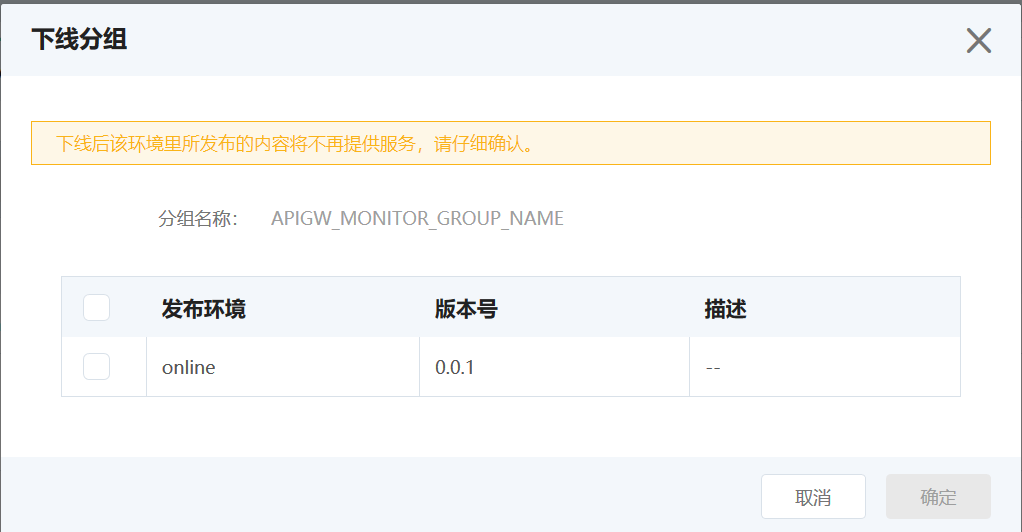 下线分组
下线后该环境里所发布的内容将不再提供服务，请仔细确认。
分组名称： APIGW_MONITOR_GROUP_NAME
发布环境 版本号 描述
online 0.0.1 --
取消 确定